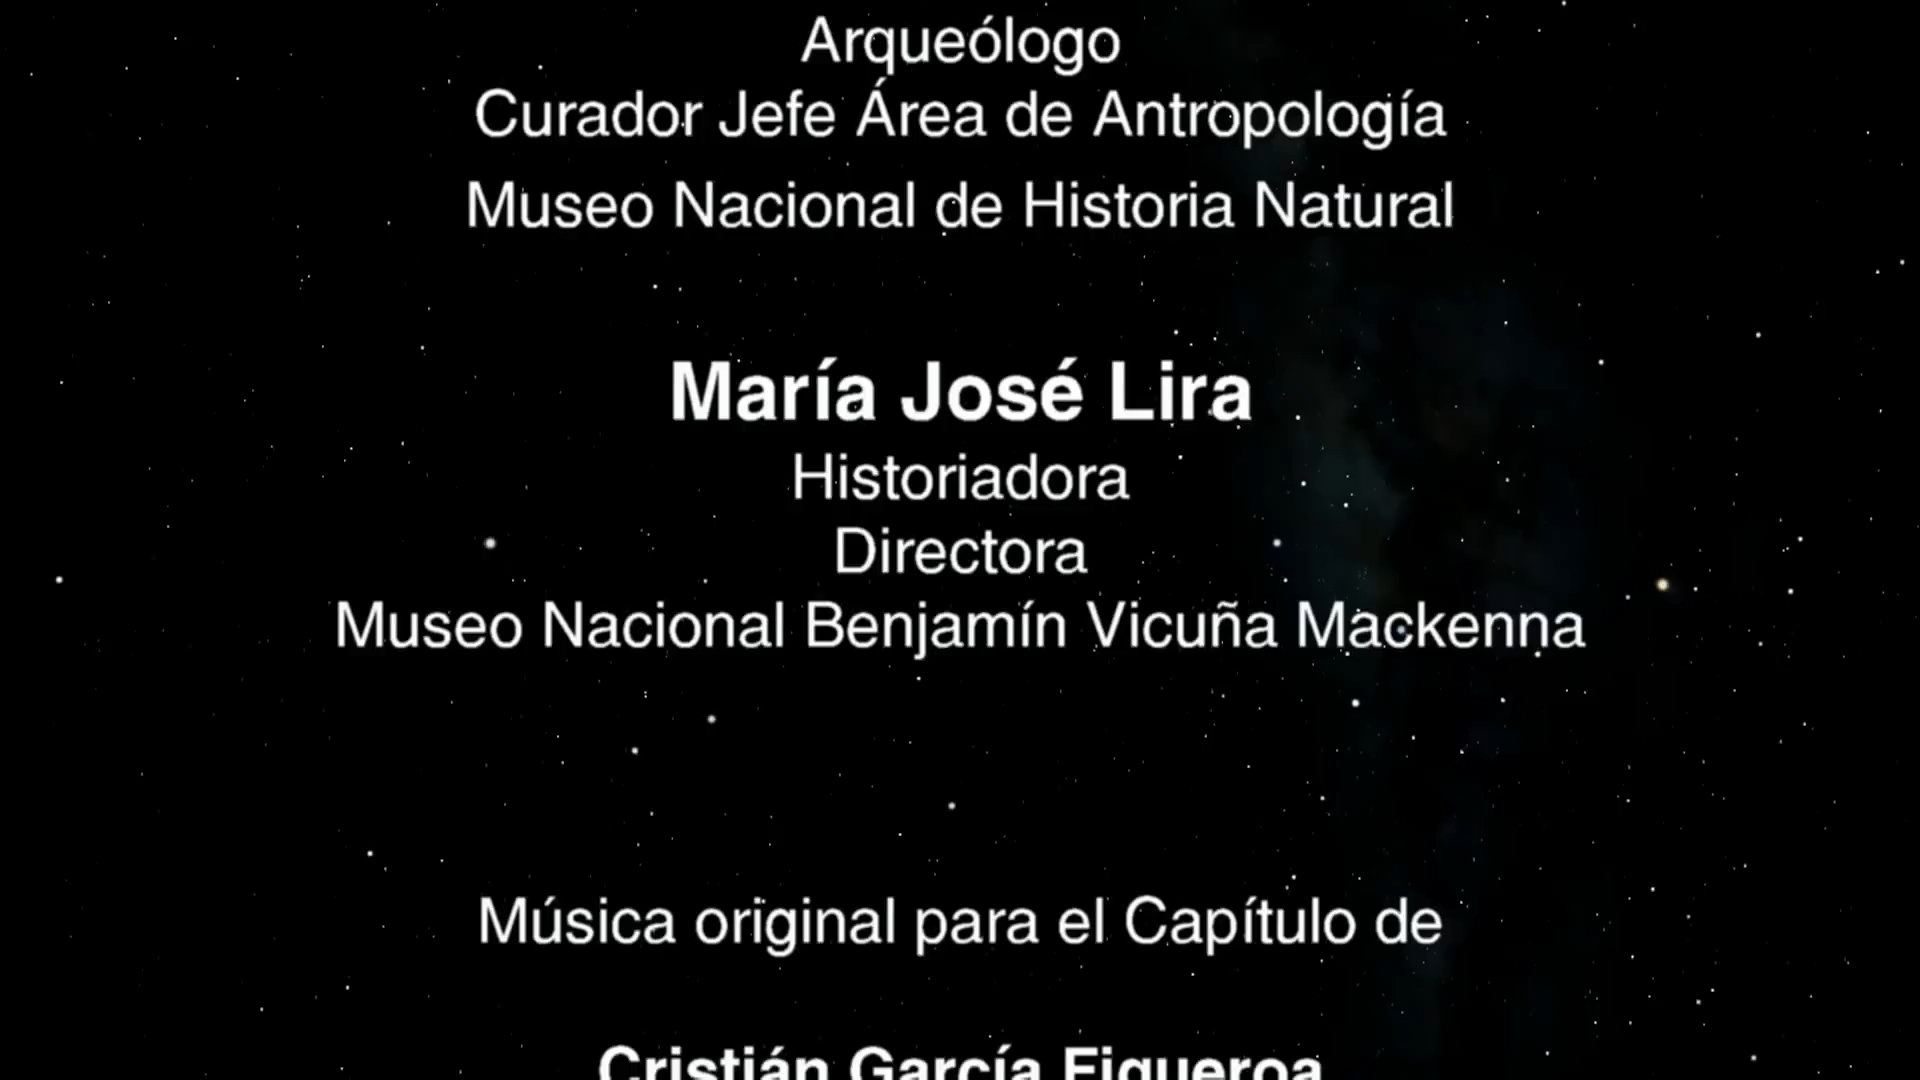 Arqueólogo
Curador Jefe Área de Antropología
Museo Nacional de Historia Natural
María José Lira
Historiadora
Directora
Museo Nacional Benjamín Vicuña Mackenna
Música original para el Capítulo de
Cristián García Figueroa